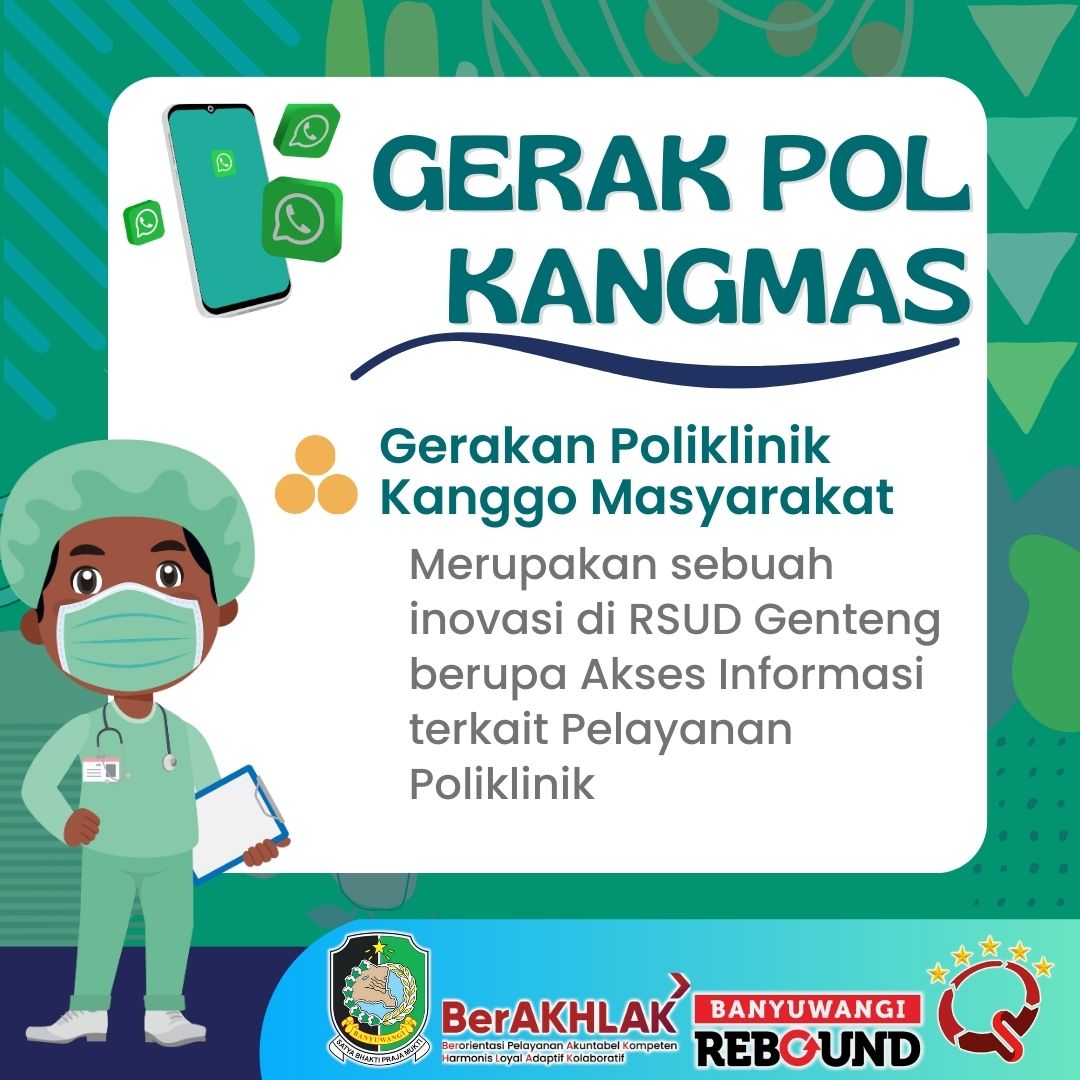 GERAK POL
KANGMAS
Gerakan Poliklinik
Kanggo Masyarakat
Merupakan sebuah
inovasi di RSUD Genteng
berupa Akses Informasi
terkait Pelayanan
Poliklinik
BANYUWANGI
SATYA BHAKTI PRAJA MUKTI
BerAKHLAK
Berorientasi Pelayanan Akuntabel Kompeten
Harmonis Loyal Adaptif Kolaboratif
BANYUWANGI
REBOUND